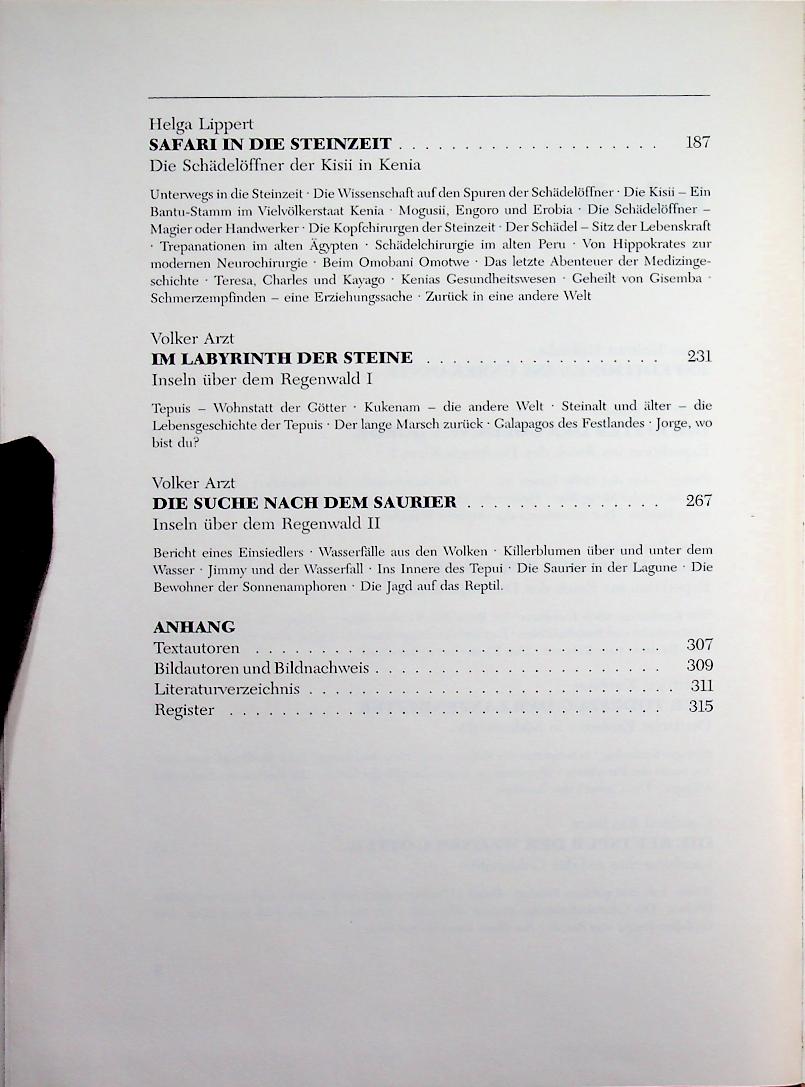 Helga Lippert
SAFARI IN DIE STEINZEIT . . . . . . . . . . . . . . . . . . . . 187
Die Schädelöffner der Kisii in Kenia
Unterwegs in die Steinzeit · Die Wissenschaft auf den Spuren der Schädelöffner · Die Kisii – Ein
Bantu-Stamm im Vielvölkerstaat Kenia · Mogusii, Engoro und Erobia · Die Schädelöffner –
Magier oder Handwerker · Die Kopfchirurgen der Steinzeit · Der Schädel – Sitz der Lebenskraft
· Trepanationen im alten Ägypten · Schädelchirurgie im alten Peru · Von Hippokrates zur
modernen Neurochirurgie · Beim Omobani Omotwe · Das letzte Abenteuer der Medizinge-
schichte · Teresa, Charles und Kayago · Kenias Gesundheitswesen · Geheilt von Gisemba ·
Schmerzempfinden – eine Erziehungssache · Zurück in eine andere Welt
Volker Arzt
IM LABYRINTH DER STEINE . . . . . . . . . . . . . . . . . . 231
Inseln über dem Regenwald I
Tepuis – Wohnstatt der Götter · Kukenam – die andere Welt · Steinalt und älter – die
Lebensgeschichte der Tepuis · Der lange Marsch zurück · Galapagos des Festlandes · Jorge, wo
bist du?
Volker Arzt
DIE SUCHE NACH DEM SAURIER . . . . . . . . . . . . . . . 267
Inseln über dem Regenwald II
Bericht eines Einsiedlers · Wasserfälle aus den Wolken · Killerblumen über und unter dem
Wasser · Jimmy und der Wasserfall · Ins Innere des Tepui · Die Saurier in der Lagune · Die
Bewohner der Sonnenamphoren · Die Jagd auf das Reptil.
ANHANG
Textautoren . . . . . . . . . . . . . . . . . . . . . . . . . . . . . . . 307
Bildautoren und Bildnachweis . . . . . . . . . . . . . . . . . . . . . . 309
Literaturverzeichnis . . . . . . . . . . . . . . . . . . . . . . . . . . . . 311
Register . . . . . . . . . . . . . . . . . . . . . . . . . . . . . . . . . 315